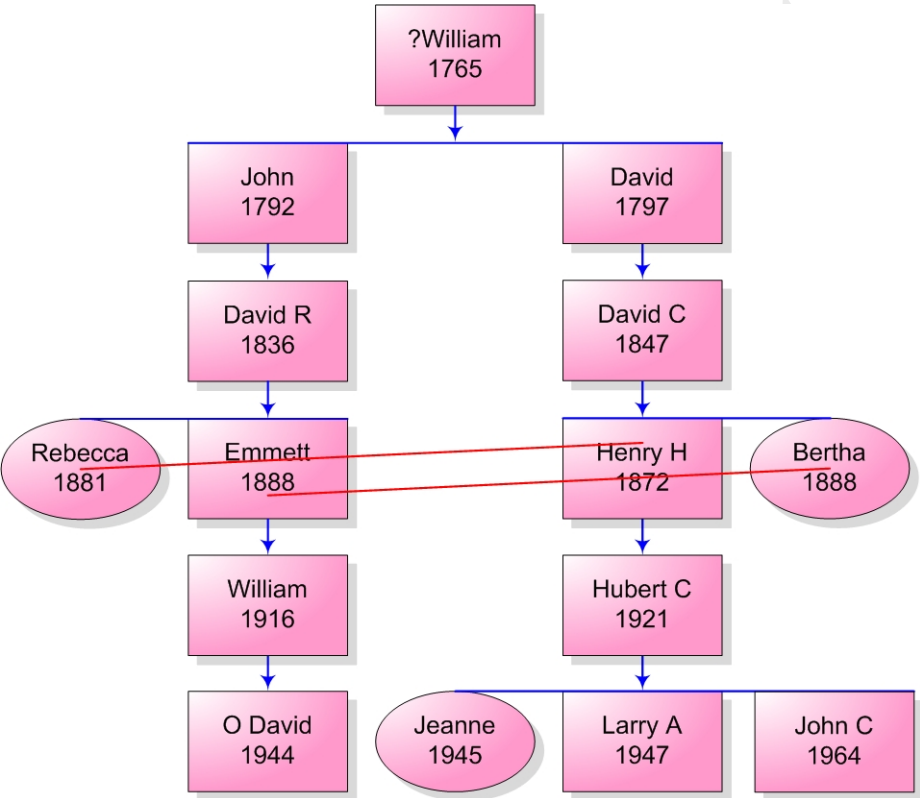 ?William
1765
John
1792
David
1797
David R
1836
David C
1847
Rebecca
1881
Emmett
1888
Henry H
1872
Bertha
1888
William
1916
Hubert C
1921
O David
1944
Jeanne
1945
Larry A
1947
John C
1964